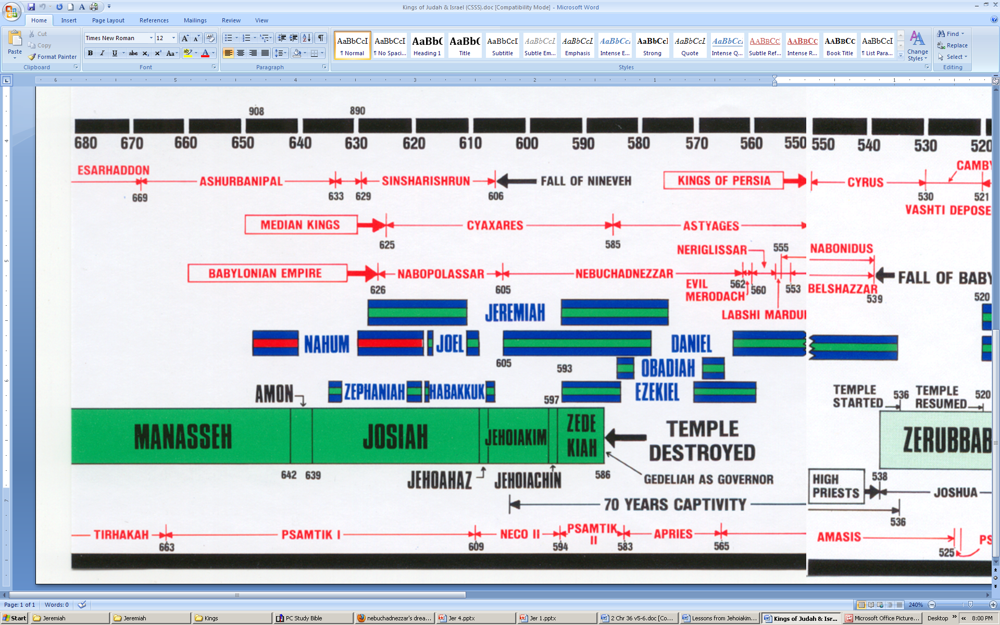 Kings of Judah & Israel (CSSS).doc [Compatibility Mode] - Microsoft Word
Home Insert Page Layout References Mailings Review View
Paste Cut Copy Format Painter
Times New Roman 12
AaBbCcI AaBbCcI AaBbC AaBbC AaBbCcI AaBbCcI AaBbCcL AaBbCcI AaBbCcI AaBbCcL AaBbCcI AABBCC AABBCC AABBCC AaBbCcI
¶ Normal ¶ No Spaci... Heading 1 Title Subtitle Subtle Em... Emphasis Intense E... Strong Quote Intense Q... Subtle Ref... Intense R... Book Title ¶ List Para...
Change Styles
Find
Replace
Select
Clipboard Font Paragraph Styles Editing
6 5 4 3 2 1 1
908 890
680 670 660 650 640 630 620 610 600 590 580 570 560 550 550 540 530 520
ESARHADDON CAMBY
ASHURBANIPAL SINSHARISHRUN FALL OF NINEVEH KINGS OF PERSIA CYRUS
669 633 629 606 530 521
VASHTI DEPOSE
MEDIAN KINGS CYAXARES ASTYAGES
625 585
NERIGLISSAR 555 NABONIDUS
BABYLONIAN EMPIRE NABOPOLASSAR NEBUCHADNEZZAR FALL OF BABY
626 605 EVIL MERODACH 562 560 553 BELSHAZZAR 539 520
JEREMIAH LABSHI MARDU
NAHUM JOEL DANIEL
605 593 OBADIAH
AMON ZEPHANIAH HABAKKUK 597 EZEKIEL
TEMPLE STARTED 536 TEMPLE RESUMED 520
MANASSEH JOSIAH JEHOIAKIM ZEDE
KIAH
TEMPLE
DESTROYED
ZERUBBAB
642 639 JEHOAHAZ JEHOIACHIN 586 GEDELIAH AS GOVERNOR
HIGH
PRIESTS
538
JOSHUA
70 YEARS CAPTIVITY
536
TIRHAKAH PSAMTIK I NECO II PSAMTIK
II
APRIES AMASIS PS
663 609 594 583 565 525
Page: 1 of 1 Words: 0 240%
Start Jeremiah Jeremiah Kings PC Study Bible nebuchadnezzar's drea... Jer 4.pptx Jer 1.pptx 2 Chr 36 v5-6.doc [Co... Lessons from Jehoiakim... Kings of Judah & Isr... Microsoft Office Picture... Desktop 8:00 PM